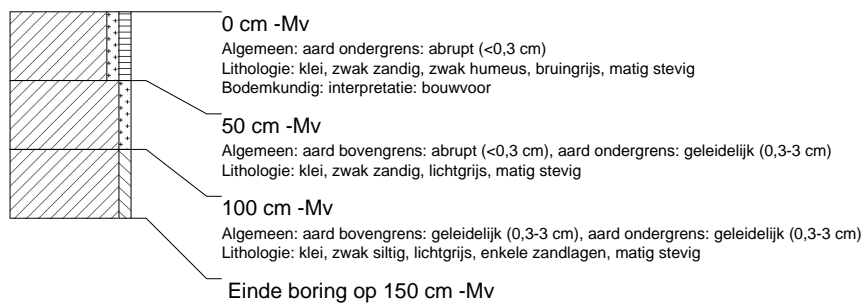 0 cm -Mv
Algemeen: aard ondergrens: abrupt (<0,3 cm)
Lithologie: klei, zwak zandig, zwak humeus, bruingrijs, matig stevig
Bodemkundig: interpretatie: bouwvoor
50 cm -Mv
Algemeen: aard bovengrens: abrupt (<0,3 cm), aard ondergrens: geleidelijk (0,3-3 cm)
Lithologie: klei, zwak zandig, lichtgrijs, matig stevig
100 cm -Mv
Algemeen: aard bovengrens: geleidelijk (0,3-3 cm), aard ondergrens: geleidelijk (0,3-3 cm)
Lithologie: klei, zwak siltig, lichtgrijs, enkele zandlagen, matig stevig
Einde boring op 150 cm -Mv